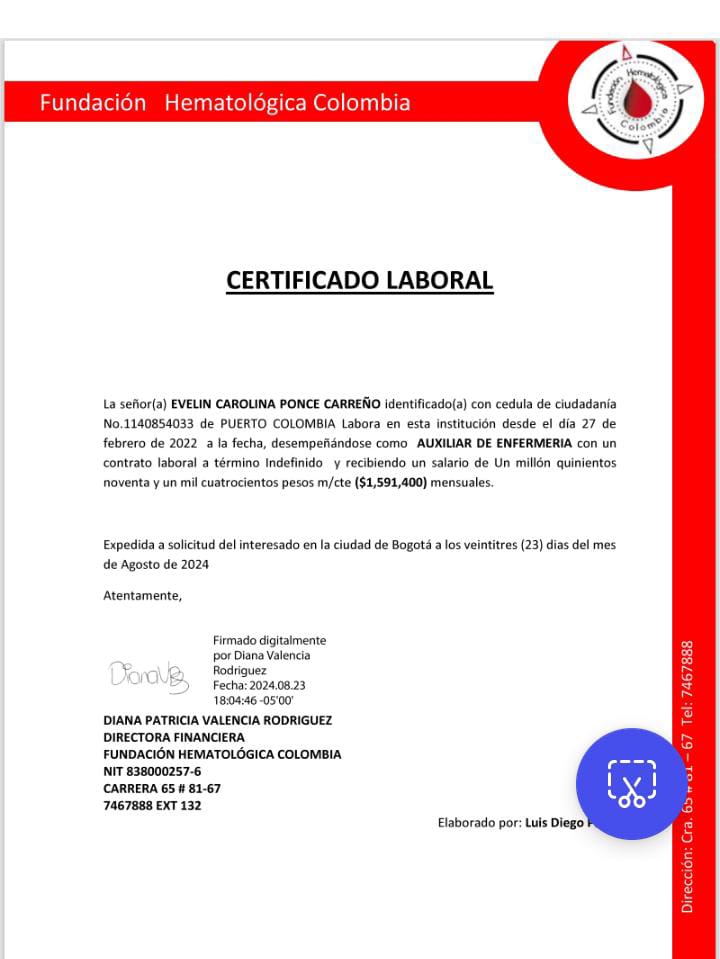 Fundación Hematológica Colombia
Fundación Hematológica
Colombia
CERTIFICADO LABORAL
La señor(a) EVELIN CAROLINA PONCE CARREÑO identificado(a) con cedula de ciudadanía
No.1140854033 de PUERTO COLOMBIA Labora en esta institución desde el día 27 de
febrero de 2022 a la fecha, desempeñándose como AUXILIAR DE ENFERMERIA con un
contrato laboral a término Indefinido y recibiendo un salario de Un millón quinientos
noventa y un mil cuatrocientos pesos m/cte ($1,591,400) mensuales.
Expedida a solicitud del interesado en la ciudad de Bogotá a los veintitres (23) dias del mes
de Agosto de 2024
Atentamente,
Firmado digitalmente
por Diana Valencia
Rodriguez
Fecha: 2024.08.23
18:04:46 -05'00'
DIANA PATRICIA VALENCIA RODRIGUEZ
DIRECTORA FINANCIERA
FUNDACIÓN HEMATOLÓGICA COLOMBIA
NIT 838000257-6
CARRERA 65 # 81-67
7467888 EXT 132
Elaborado por: Luis Diego
Dirección: Cra. 65 # 81 – 67 Tel: 7467888